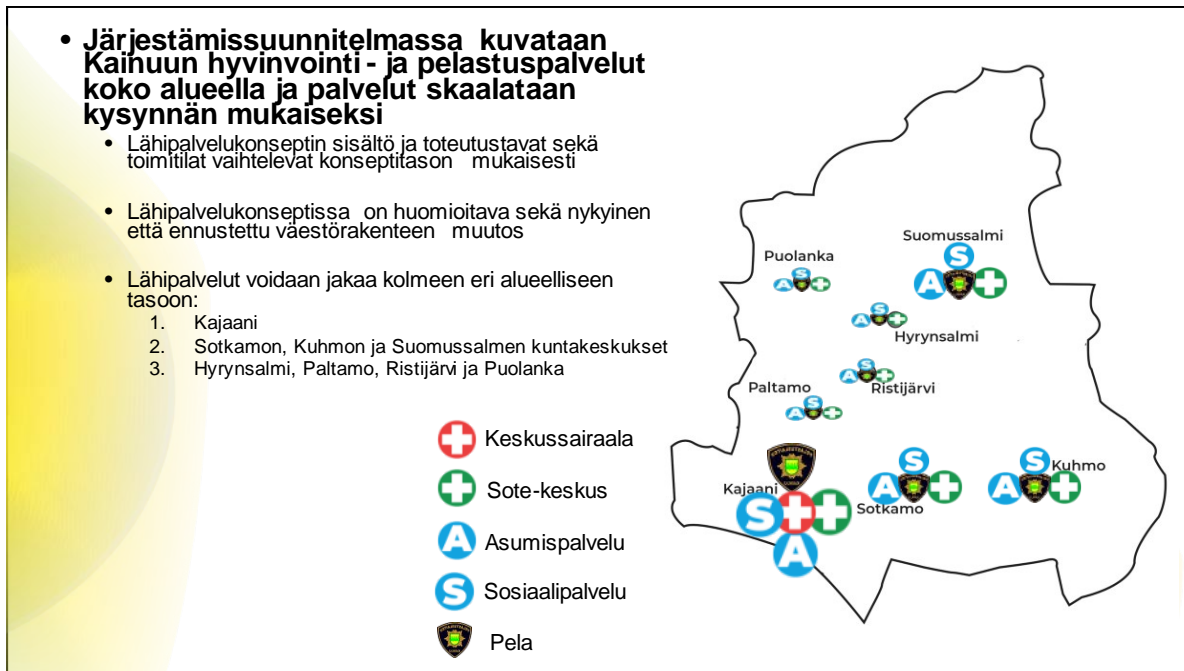 • Järjestämissuunnitelmassa kuvataan
Kainuun hyvinvointi - ja pelastuspalvelut
koko alueella ja palvelut skaalataan
kysynnän mukaiseksi
• Lähipalvelukonseptin sisältö ja toteutustavat sekä
toimitilat vaihtelevat konseptitason mukaisesti
• Lähipalvelukonseptissa on huomioitava sekä nykyinen
että ennustettu väestörakenteen muutos
• Lähipalvelut voidaan jakaa kolmeen eri alueelliseen
tasoon:
1. Kajaani
2. Sotkamon, Kuhmon ja Suomussalmen kuntakeskukset
3. Hyrynsalmi, Paltamo, Ristijärvi ja Puolanka
Keskussairaala
Sote-keskus
A Asumispalvelu
S Sosiaalipalvelu
Pela
Suomussalmi
S
A
Puolanka
S
A
S
A
Hyrynsalmi
S
A
Ristijärvi
Paltamo
S
A
Kajaani
S
A
Sotkamo
S
A
Kuhmo
S
A